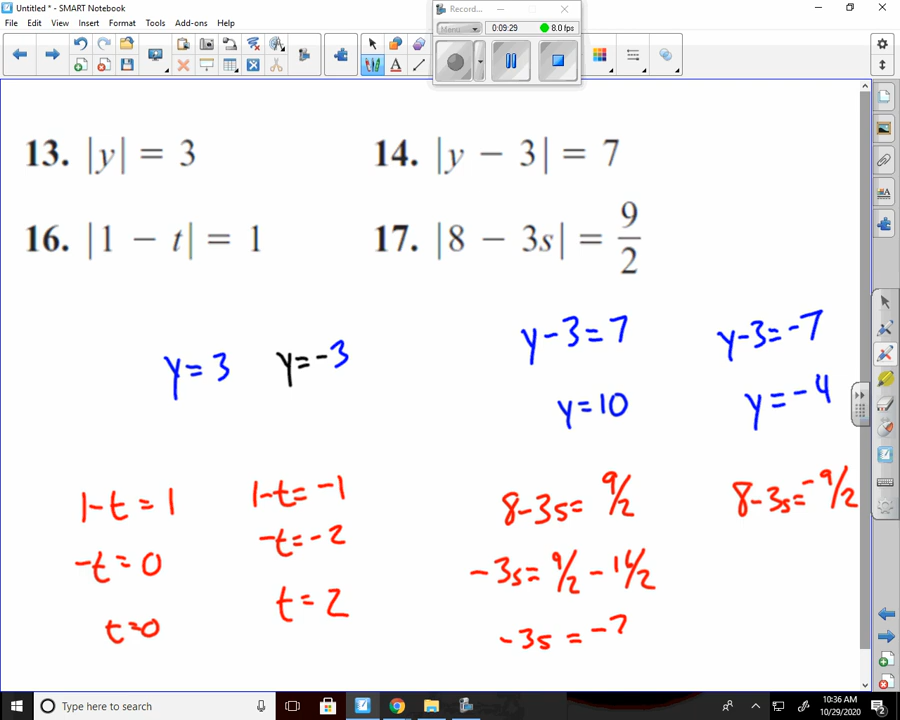 Untitled * - SMART Notebook
Record...
File Edit View Insert Format Tools Add-ons Help
Menu
0:09:29
8.0 fps
13. |y| = 3
14. |y − 3| = 7
16. |1 − t| = 1
17. |8 − 3s| = 9/2
y-3=7
y-3=-7
y=3
y=-3
y=10
y=-4
1-t=1
1-t=-1
8-3s=9/2
8-3s=-9/2
-t=0
-t=-2
-3s=9/2-16/2
t=0
t=2
-3s=-7
Type here to search
10:36 AM
10/29/2020
2